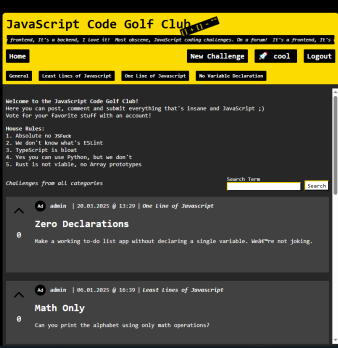 JavaScript Code Golf Club
frontend, It's a backend, I love it!  Most obscene, JavaScript coding challenges. On a forum!  It's a frontend, It's
Home
New Challenge
🚀 cool
Logout
General
Least Lines of Javascript
One Line of Javascript
No Variable Declaration
Welcome to the JavaScript Code Golf Club!
Here you can post, comment and submit everything that's insane and JavaScript ;)
Vote for your Favorite stuff with an account!
House Rules:
1. Absolute no JSFuck
2. We don't know what's ESLint
3. TypeScript is bloat
4. Yes you can use Python, but we don't
5. Rust is not viable, no Array prototypes
Challenges from all categories
Search Term
Search
0
Ad admin | 20.03.2025 @ 13:29 | One Line of Javascript
Zero Declarations
Make a working to-do list app without declaring a single variable. Weâ€™re not joking.
0
Ad admin | 06.01.2025 @ 16:39 | Least Lines of Javascript
Math Only
Can you print the alphabet using only math operations?